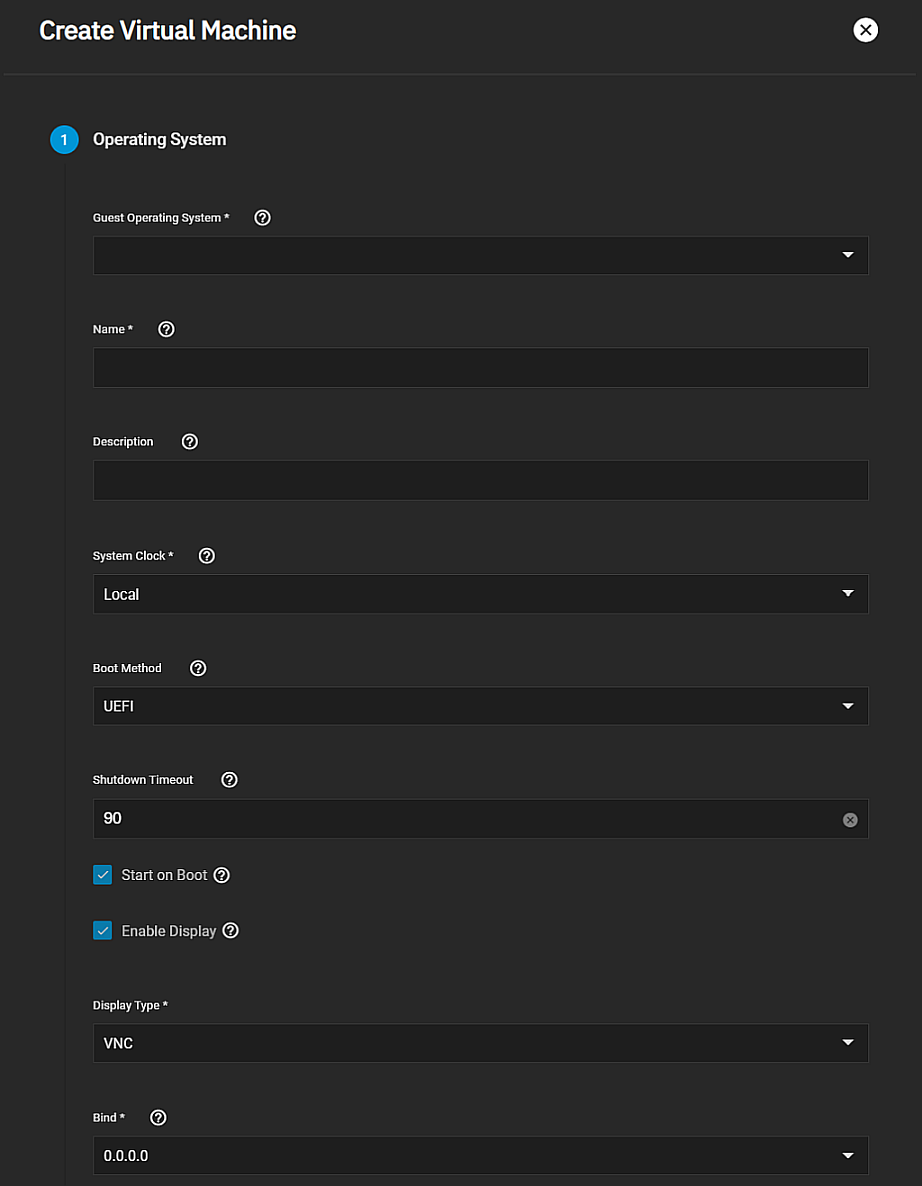 Create Virtual Machine
1 Operating System
Guest Operating System *
Name *
Description
System Clock *
Local
Boot Method
UEFI
Shutdown Timeout
90
Start on Boot
Enable Display
Display Type *
VNC
Bind *
0.0.0.0